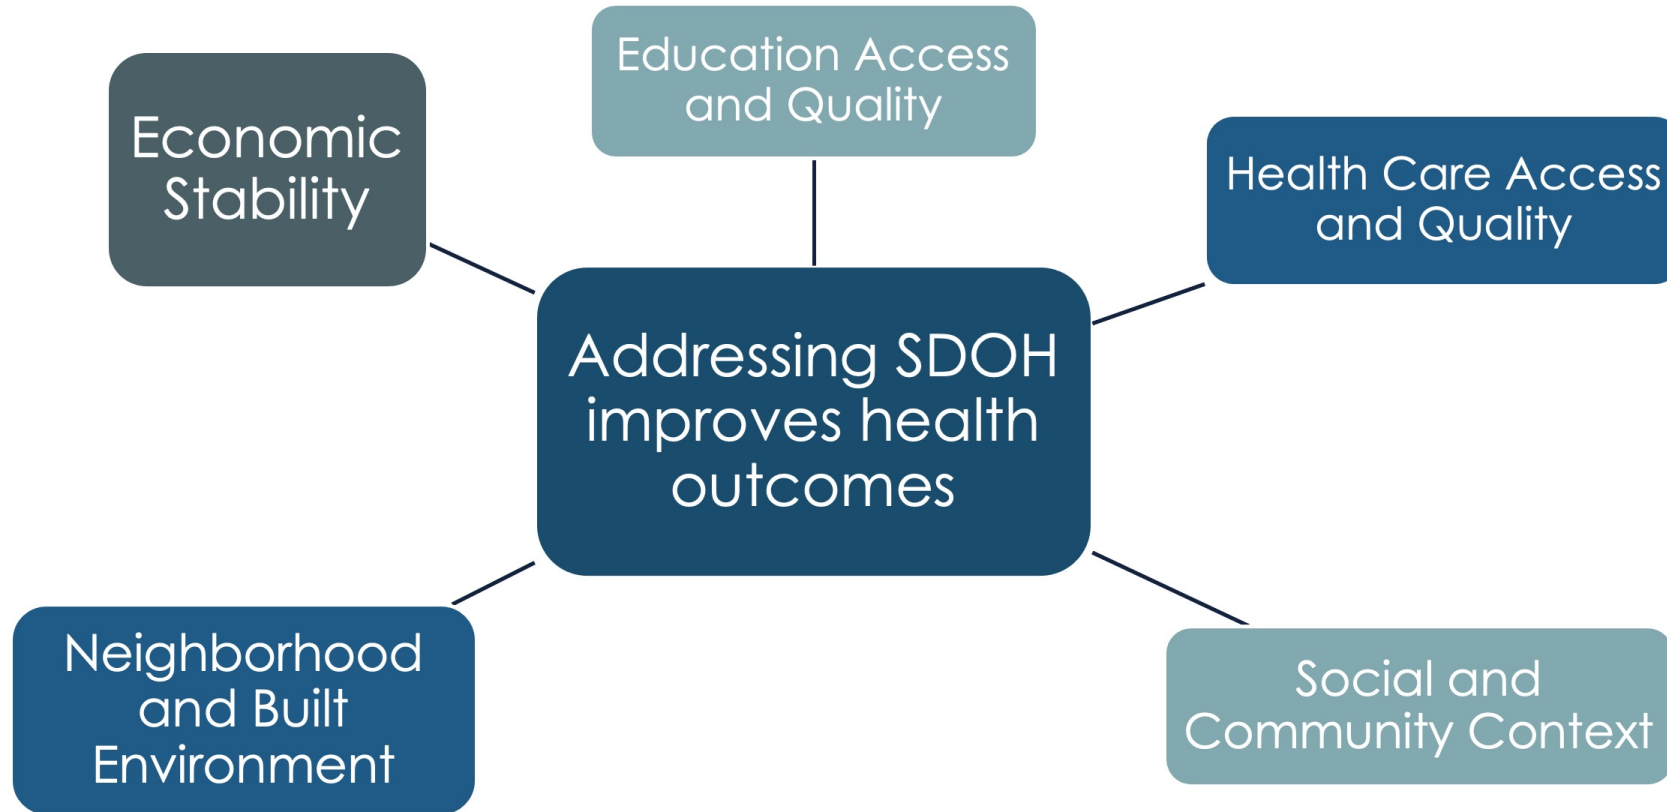 Education Access
and Quality
Economic
Stability
Health Care Access
and Quality
Addressing SDOH
improves health
outcomes
Neighborhood
and Built
Environment
Social and
Community Context